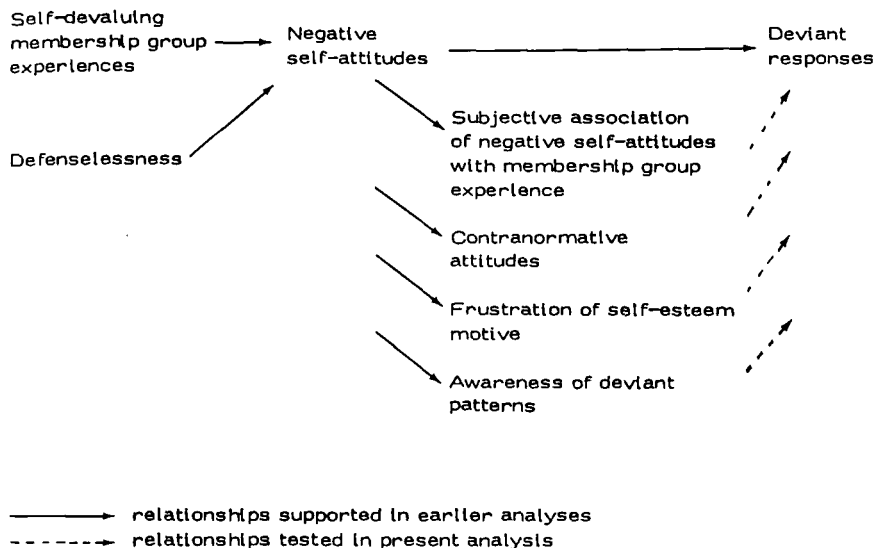 Self-devaluing
membership group
experiences
Negative
self-attitudes
Deviant
responses
Defenselessness
Subjective association
of negative self-attitudes
with membership group
experience
Contranormative
attitudes
Frustration of self-esteem
motive
Awareness of deviant
patterns
relationships supported in earlier analyses
relationships tested in present analysis